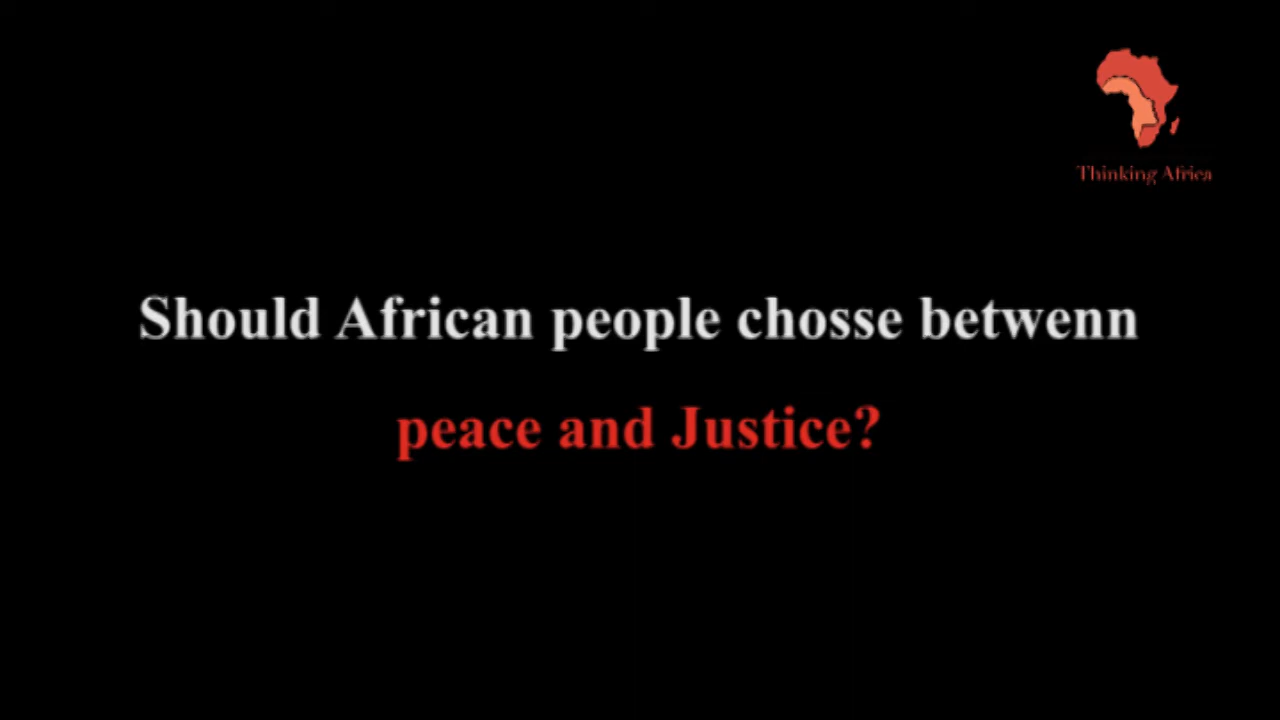 Thinking Africa
Should African people chosse betwenn
peace and Justice?